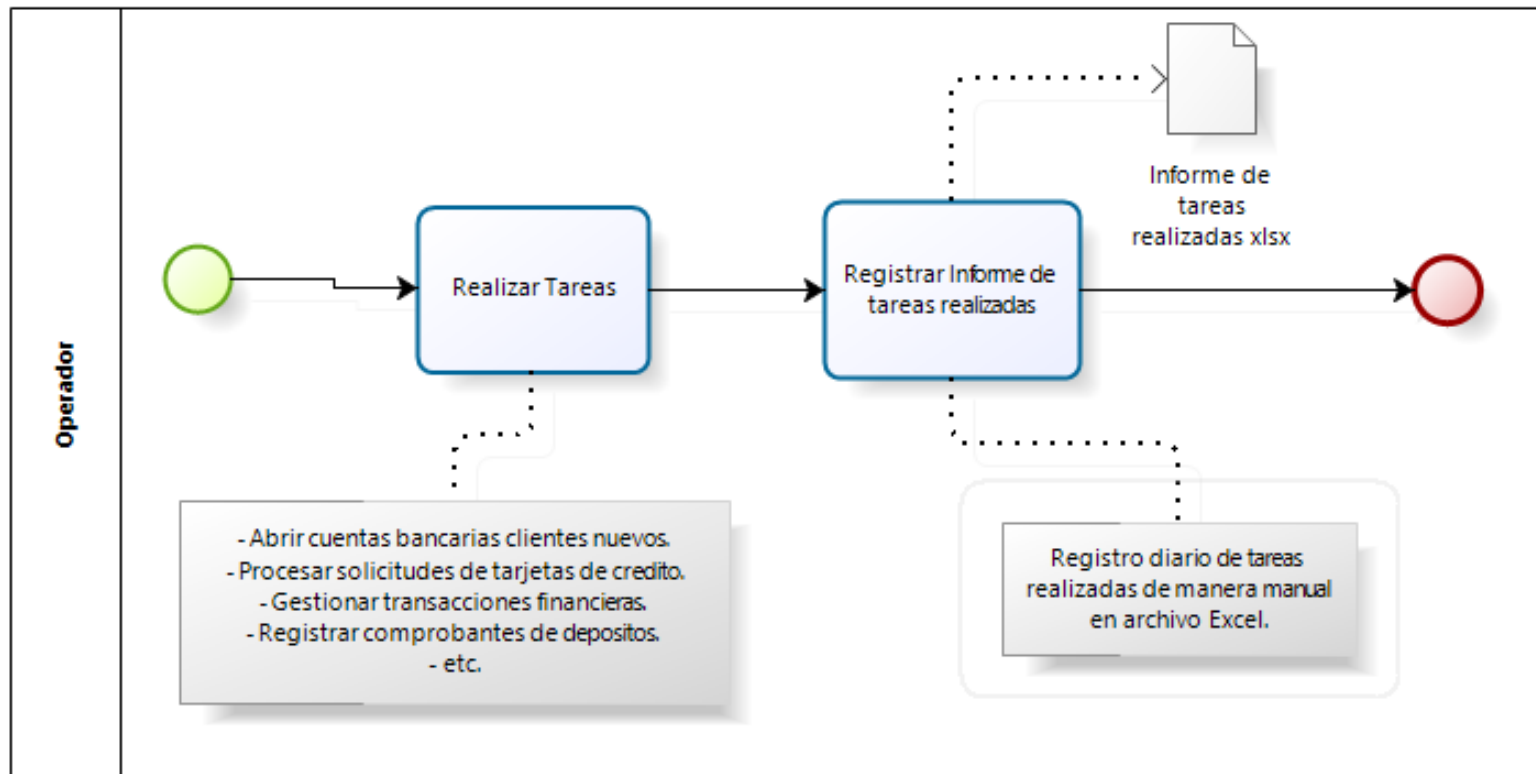 Operador
Realizar Tareas
Registrar Informe de
tareas realizadas
Informe de
tareas
realizadas xlsx
- Abrir cuentas bancarias clientes nuevos.
- Procesar solicitudes de tarjetas de credito.
- Gestionar transacciones financieras.
- Registrar comprobantes de depositos.
- etc.
Registro diario de tareas
realizadas de manera manual
en archivo Excel.